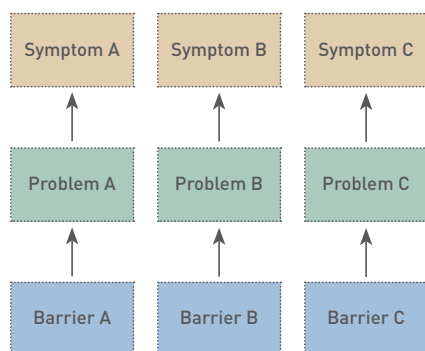 Symptom A
Symptom B
Symptom C
Problem A
Problem B
Problem C
Barrier A
Barrier B
Barrier C